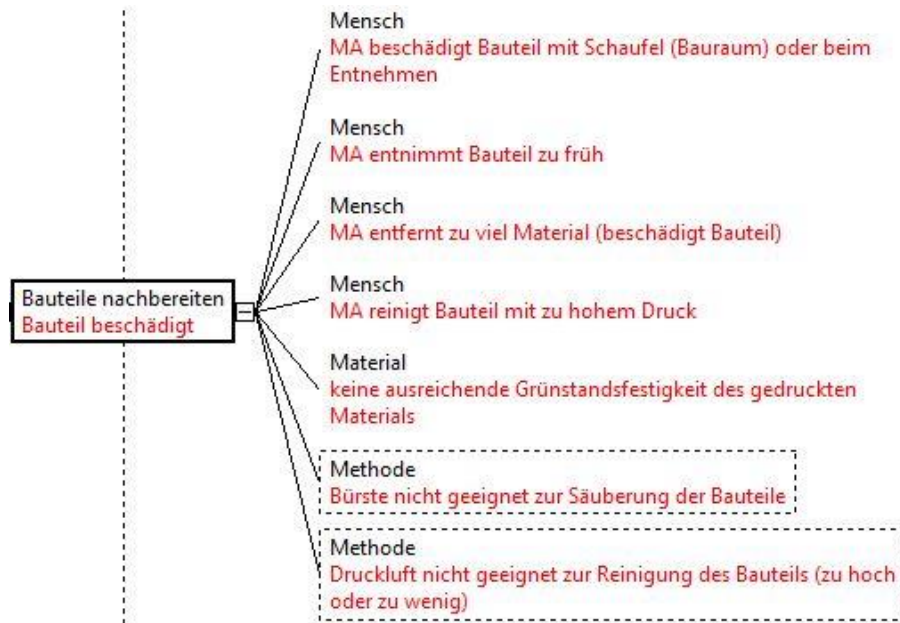 Mensch
MA beschädigt Bauteil mit Schaufel (Bauraum) oder beim
Entnehmen
Mensch
MA entnimmt Bauteil zu früh
Mensch
MA entfernt zu viel Material (beschädigt Bauteil)
Bauteile nachbereiten
Bauteil beschädigt
Mensch
MA reinigt Bauteil mit zu hohem Druck
Material
keine ausreichende Grünstandsfestigkeit des gedruckten
Materials
Methode
Bürste nicht geeignet zur Säuberung der Bauteile
Methode
Druckluft nicht geeignet zur Reinigung des Bauteils (zu hoch
oder zu wenig)